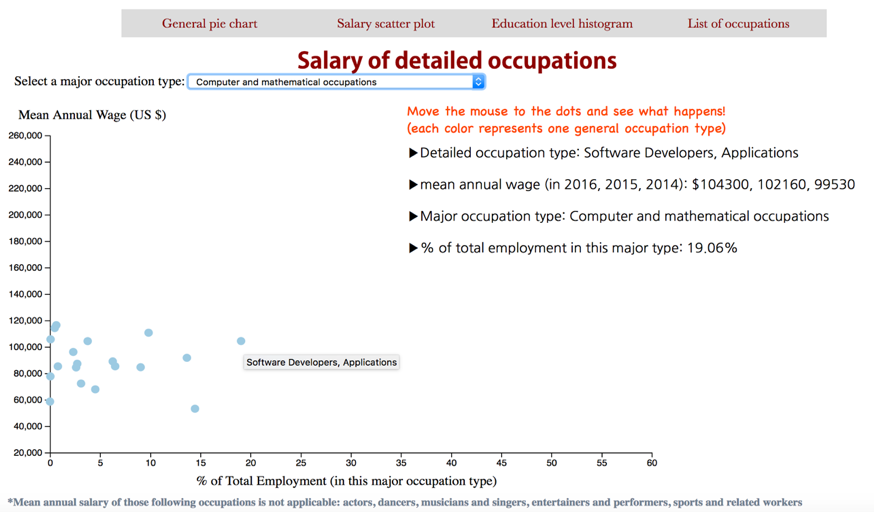 General pie chart Salary scatter plot Education level histogram List of occupations
Salary of detailed occupations
Select a major occupation type: Computer and mathematical occupations
Mean Annual Wage (US $)
Move the mouse to the dots and see what happens!
(each color represents one general occupation type)
▶Detailed occupation type: Software Developers, Applications
▶mean annual wage (in 2016, 2015, 2014): $104300, 102160, 99530
▶Major occupation type: Computer and mathematical occupations
▶% of total employment in this major type: 19.06%
260,000
240,000
220,000
200,000
180,000
160,000
140,000
120,000
100,000
80,000
60,000
40,000
20,000
Software Developers, Applications
0 5 10 15 20 25 30 35 40 45 50 55 60
% of Total Employment (in this major occupation type)
*Mean annual salary of those following occupations is not applicable: actors, dancers, musicians and singers, entertainers and performers, sports and related workers